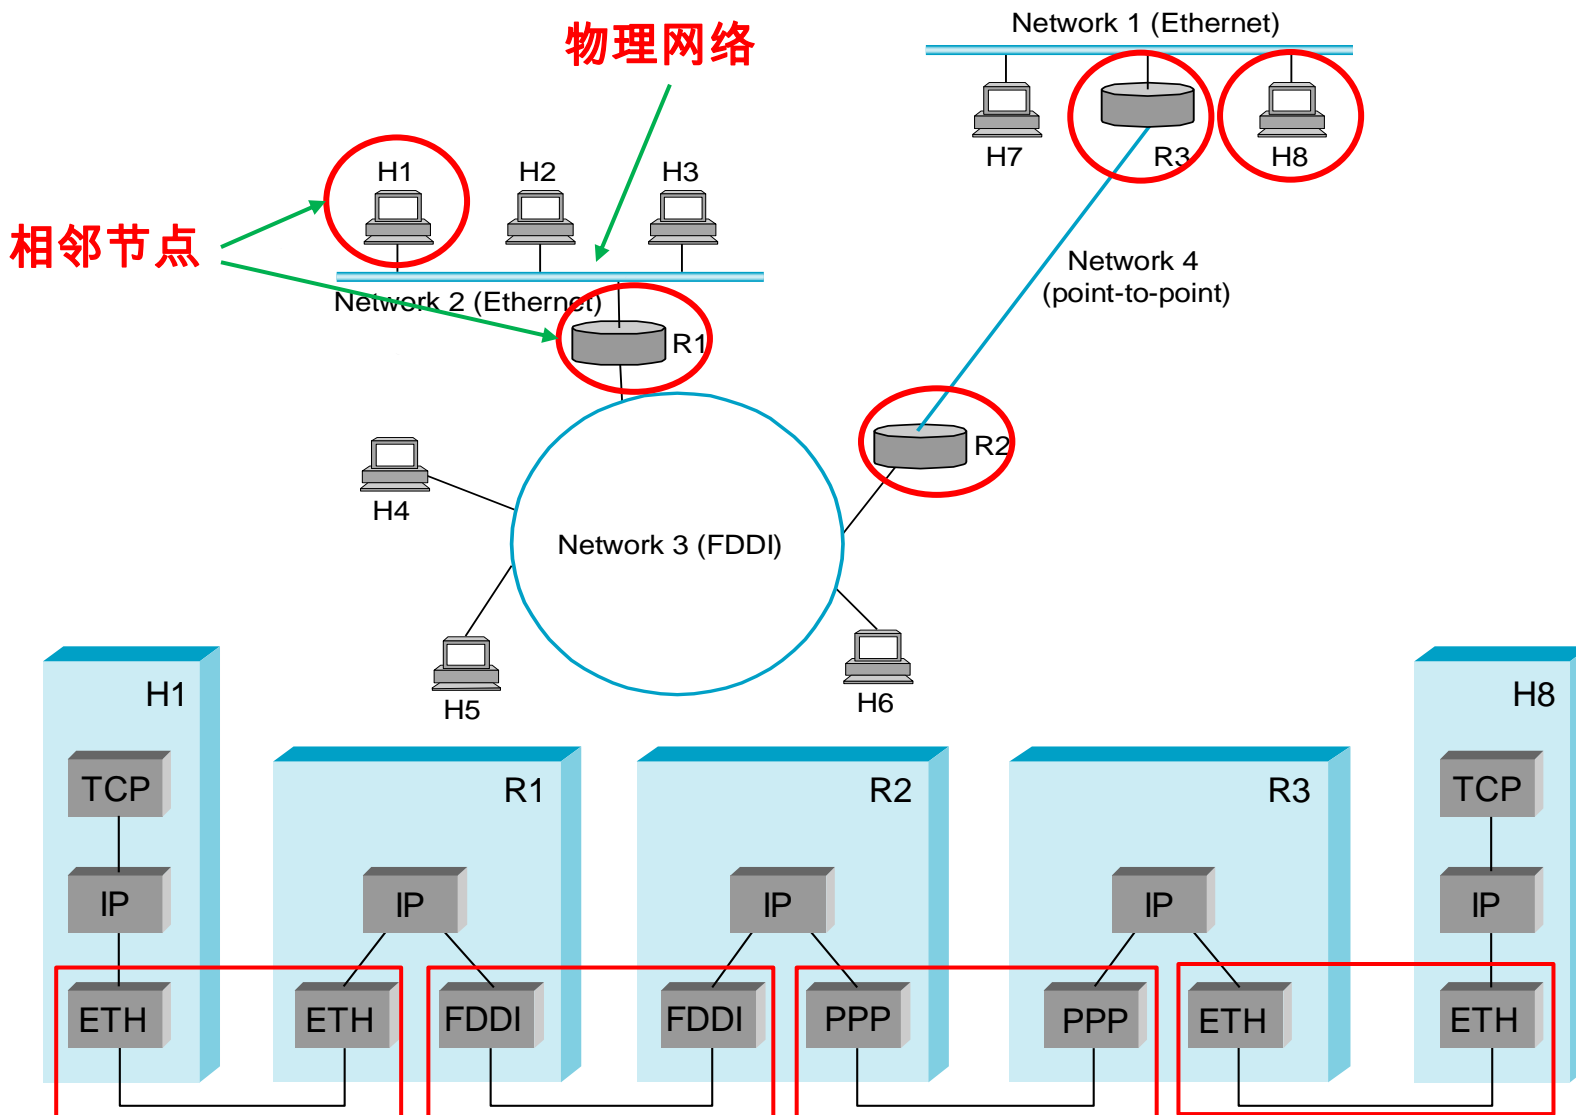 Network 1 (Ethernet)
物理网络
H7
R3
H8
H1
H2
H3
相邻节点
Network 2 (Ethernet)
R1
Network 4
(point-to-point)
R2
H4
Network 3 (FDDI)
H5
H6
H1
TCP
IP
ETH
R1
IP
ETH
FDDI
R2
IP
FDDI
PPP
R3
IP
PPP
ETH
H8
TCP
IP
ETH